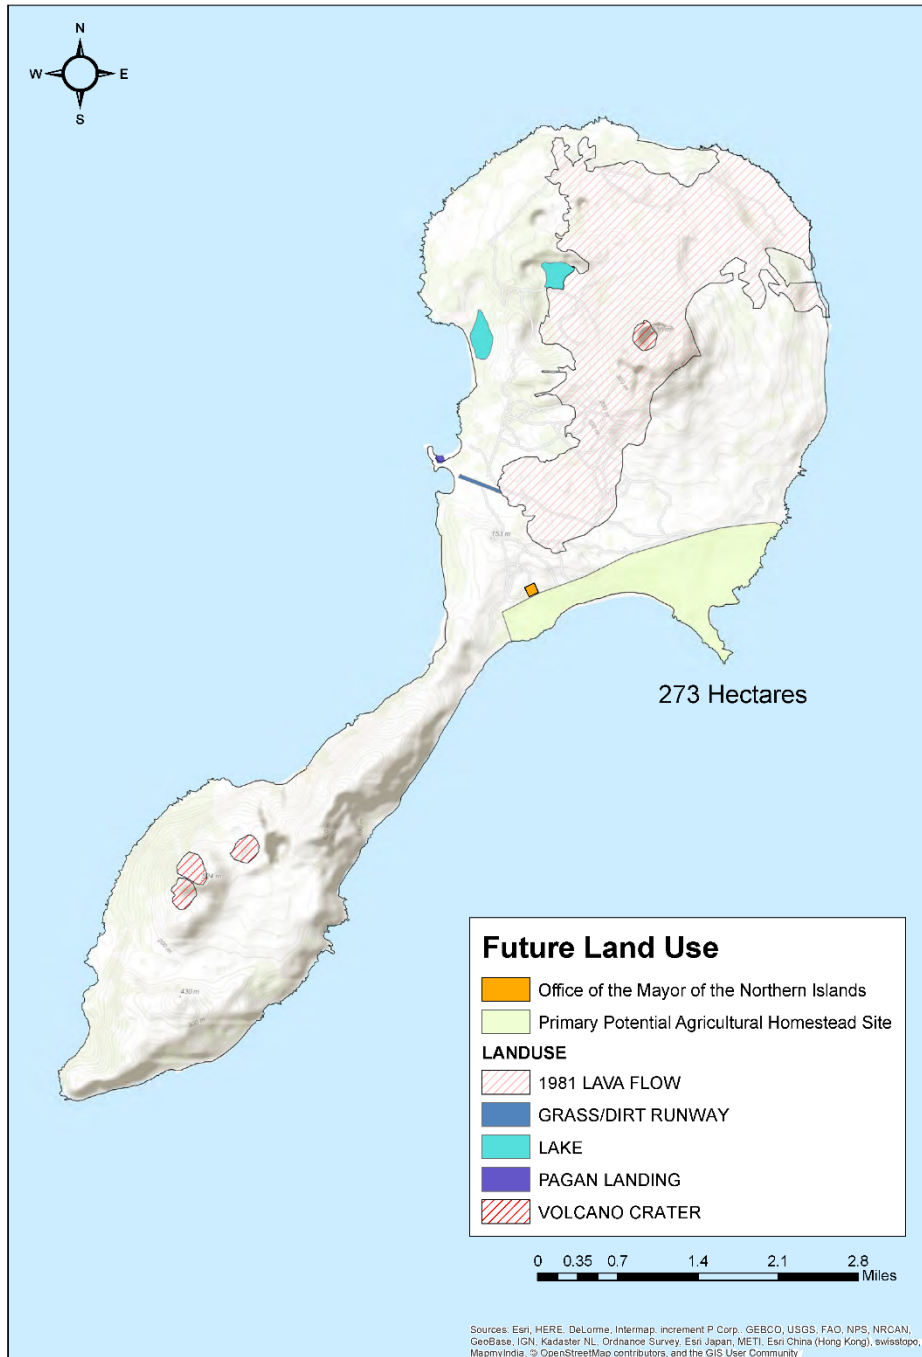 N
W E
S
153 m
273 Hectares
200 m
430 m
Future Land Use
Office of the Mayor of the Northern Islands
Primary Potential Agricultural Homestead Site
LANDUSE
1981 LAVA FLOW
GRASS/DIRT RUNWAY
LAKE
PAGAN LANDING
VOLCANO CRATER
0 0.35 0.7 1.4 2.1 2.8
Miles
Sources: Esri, HERE, DeLorme, Intermap, increment P Corp., GEBCO, USGS, FAO, NPS, NRCAN,
GeoBase, IGN, Kadaster NL, Ordnance Survey, Esri Japan, METI, Esri China (Hong Kong), swisstopo,
MapmyIndia, © OpenStreetMap contributors, and the GIS User Community